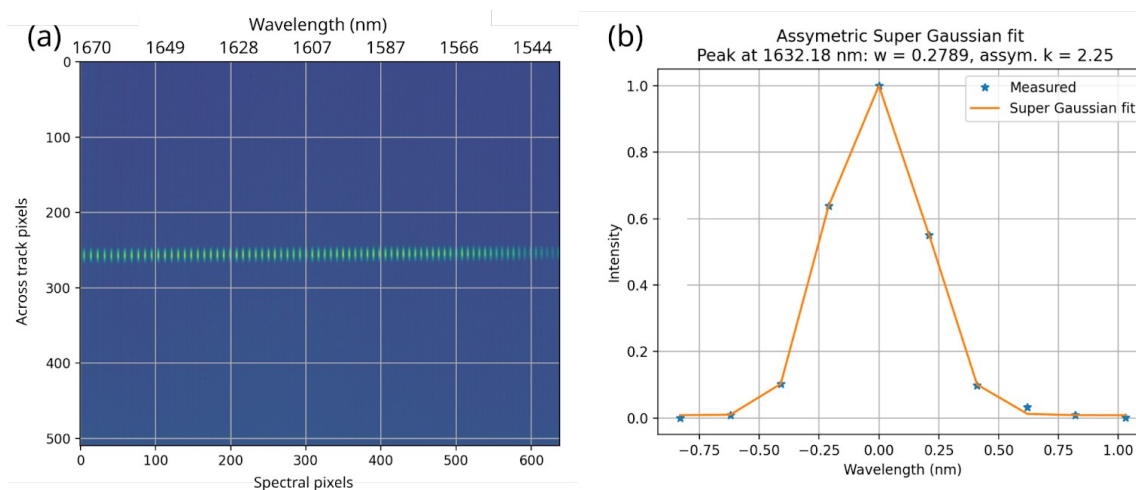 (a)
Wavelength (nm)
1670 1649 1628 1607 1587 1566 1544
0
100
200
300
400
500
Across track pixels
0 100 200 300 400 500 600
Spectral pixels
(b)
Assymetric Super Gaussian fit
Peak at 1632.18 nm: w = 0.2789, assym. k = 2.25
Measured
Super Gaussian fit
1.0
0.8
0.6
0.4
0.2
0.0
Intensity
−0.75 −0.50 −0.25 0.00 0.25 0.50 0.75 1.00
Wavelength (nm)